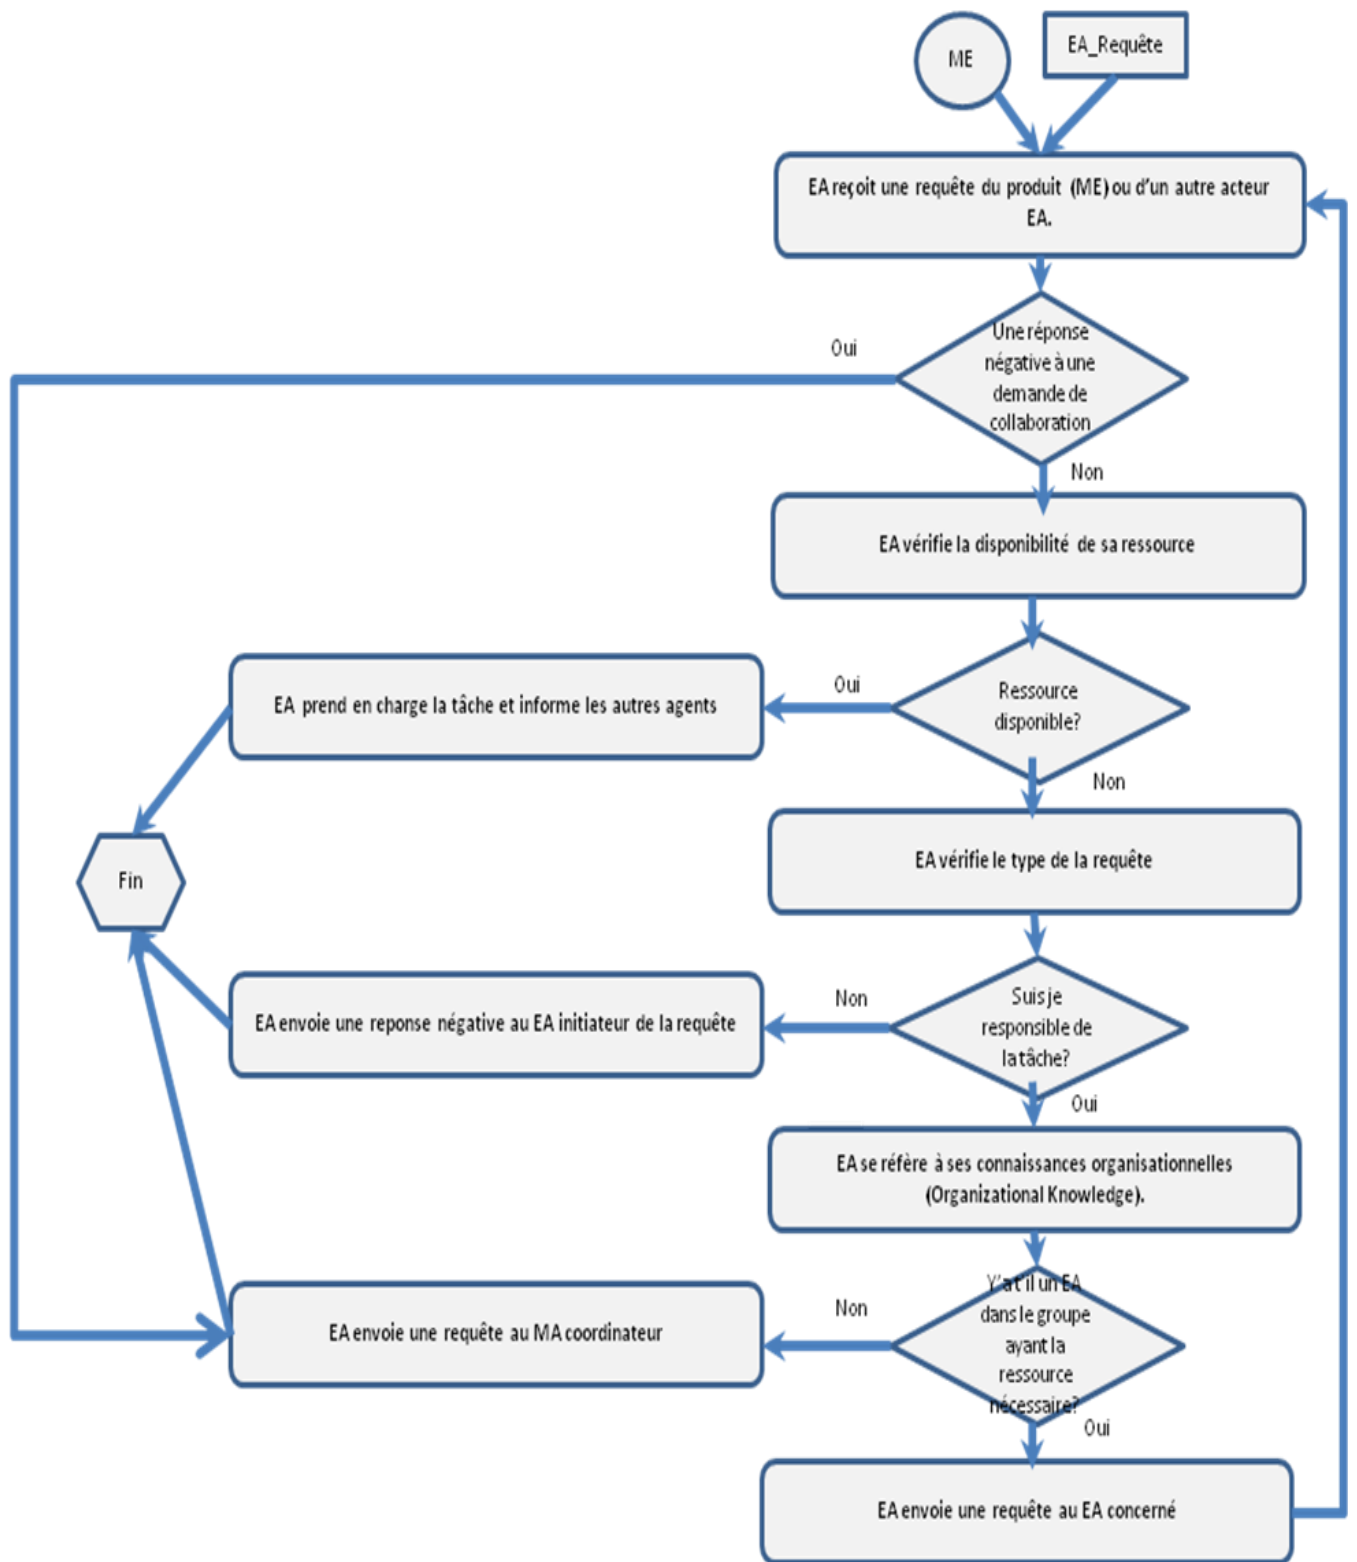 ME
EA_Requête
EA reçoit une requête du produit (ME) ou d'un autre acteur
EA.
Une réponse
négative à une
demande de
collaboration
Oui
Non
EA vérifie la disponibilité de sa ressource
Ressource
disponible?
Oui
EA prend en charge la tâche et informe les autres agents
Non
EA vérifie le type de la requête
Fin
Suis je
responsible de
la tâche?
Non
EA envoie une reponse négative au EA initiateur de la requête
Oui
EA se réfère à ses connaissances organisationnelles
(Organizational Knowledge).
Y'a t il un EA
dans le groupe
ayant la
ressource
nécessaire?
Non
EA envoie une requête au MA coordinateur
Oui
EA envoie une requête au EA concerné